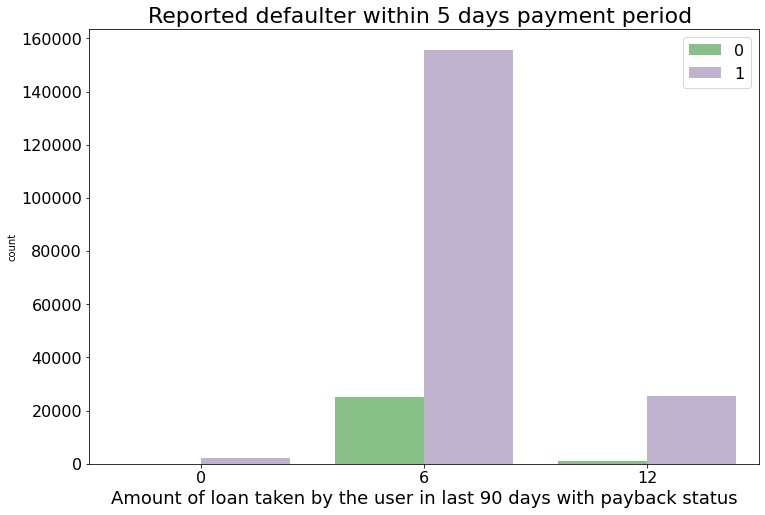 Reported defaulter within 5 days payment period
0
1
160000
140000
120000
100000
80000
60000
40000
20000
0
count
0 6 12
Amount of loan taken by the user in last 90 days with payback status